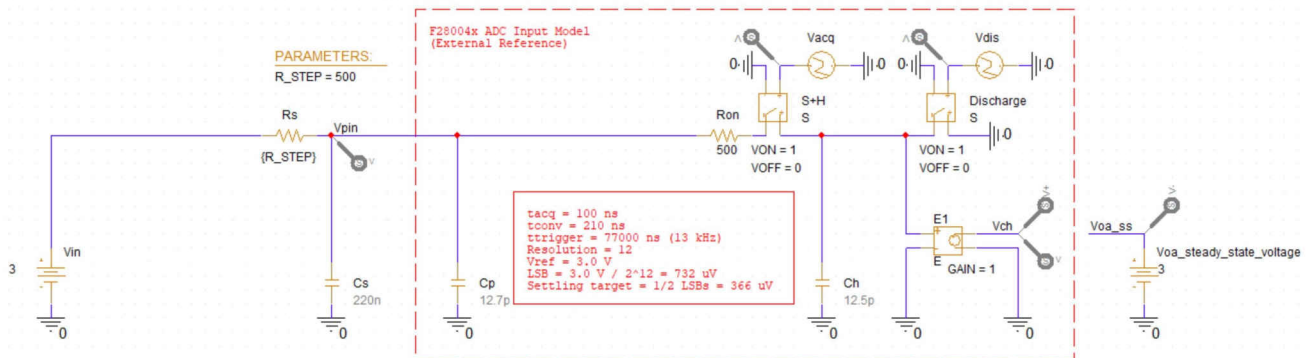 F28004x ADC Input Model
(External Reference)
PARAMETERS:
R_STEP = 500
Rs
{R_STEP}
Vpin
V
Vin
3
0
Cs
220n
0
Cp
12.7p
0
tacq = 100 ns
tconv = 210 ns
ttrigger = 77000 ns (13 kHz)
Resolution = 12
Vref = 3.0 V
LSB = 3.0 V / 2^12 = 732 uV
Settling target = 1/2 LSBs = 366 uV
Ron
500
V
0
Vacq
0
S+H
S
VON = 1
VOFF = 0
Ch
12.5p
0
V
0
Vdis
0
Discharge
S
0
VON = 1
VOFF = 0
E1
E
GAIN = 1
0
Vch
V+
V
0
Voa_ss
V-
Voa_steady_state_voltage
3
0